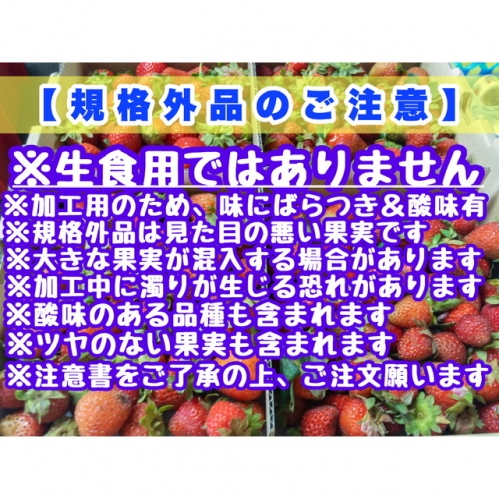 【規格外品のご注意】
※生食用ではありません
※加工用のため、味にばらつき＆酸味有
※規格外品は見た目の悪い果実です
※大きな果実が混入する場合があります
※加工中に濁りが生じる恐れがあります
※酸味のある品種も含まれます
※ツヤのない果実も含まれます
※注意書をご了承の上、ご注文願います